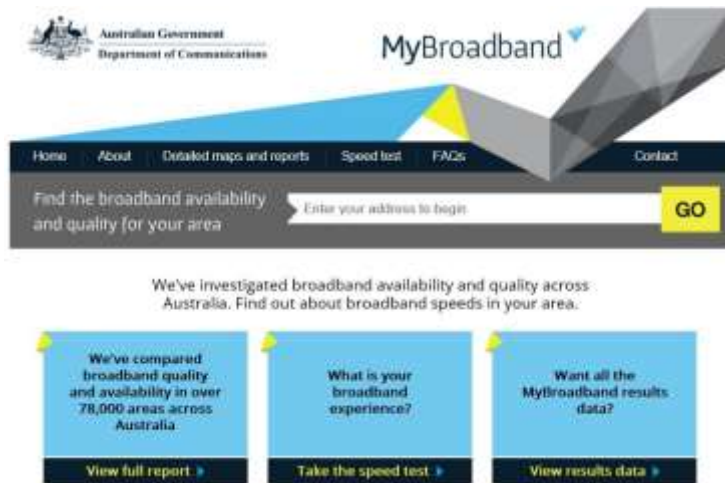 Australian Government
Department of Communications
MyBroadband
Home About Detailed maps and reports Speed test FAQs Contact
Find the broadband availability
and quality for your area
Enter your address to begin
GO
We've investigated broadband availability and quality across
Australia. Find out about broadband speeds in your area.
We've compared
broadband quality
and availability in over
78,000 areas across
Australia
View full report
What is your
broadband
experience?
Take the speed test
Want all the
MyBroadband results
data?
View results data